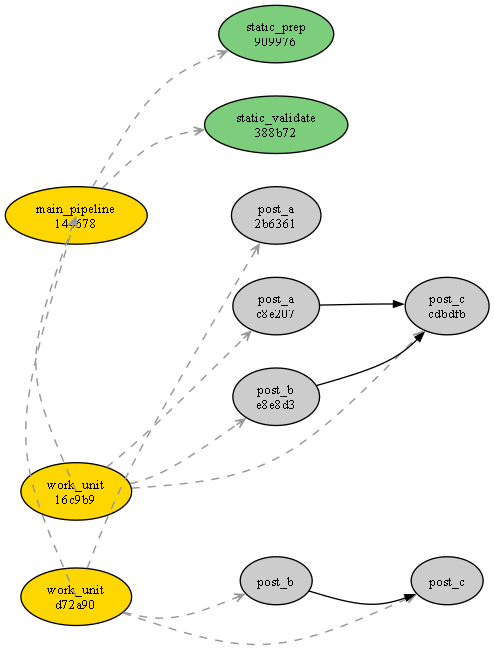 static_prep
909976
static_validate
388b72
main_pipeline
post_a
2b6361
post_a
c8e207
post_c
cdbdfb
post_b
e8e8d3
work_unit
16c9b9
work_unit
d72a90
post_b
post_c